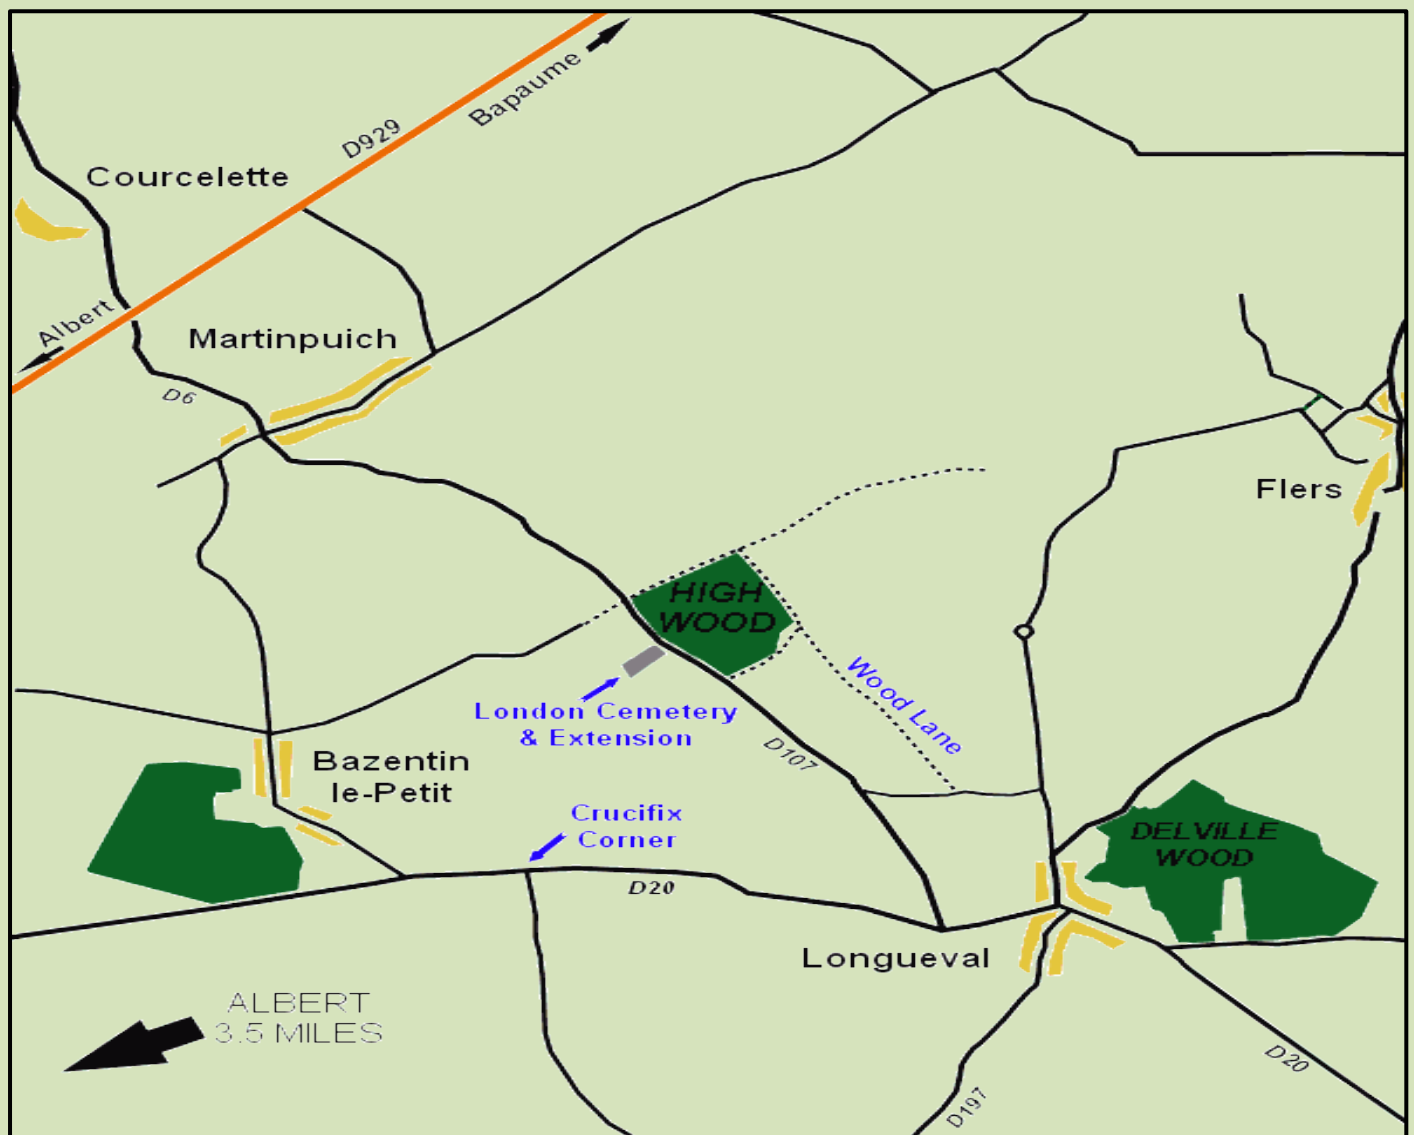 Bapaume
D929
Courcelette
Albert
Martinpuich
D6
Flers
HIGH
WOOD
Wood Lane
London Cemetery
& Extension
D107
Bazentin
le-Petit
Crucifix
Corner
DELVILLE
WOOD
D20
Longueval
ALBERT
3.5 MILES
D20
D197